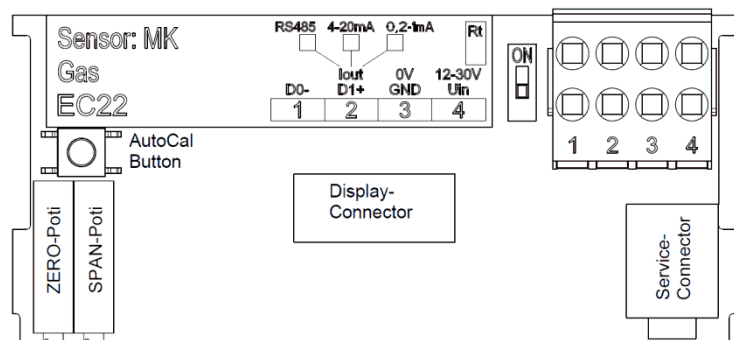 Sensor: MK
Gas
EC22
RS485 4-20mA 0,2-1mA Rt
Iout 0V 12-30V
D0- D1+ GND Uin
1 2 3 4
ON
1 2 3 4
AutoCal
Button
Display-
Connector
ZERO-Poti
SPAN-Poti
Service-
Connector